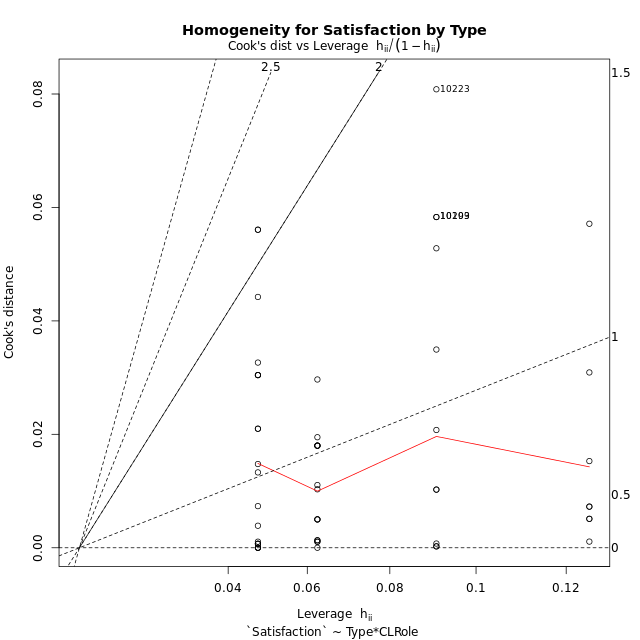 Homogeneity for Satisfaction by Type
Cook's dist vs Leverage hii/(1−hii)
2.5
2
1.5
10223
1
0.5
0
0.08
0.06
0.04
0.02
0.00
Cook's distance
0.04 0.06 0.08 0.1 0.12
Leverage hii
`Satisfaction` ~ Type*CLRole